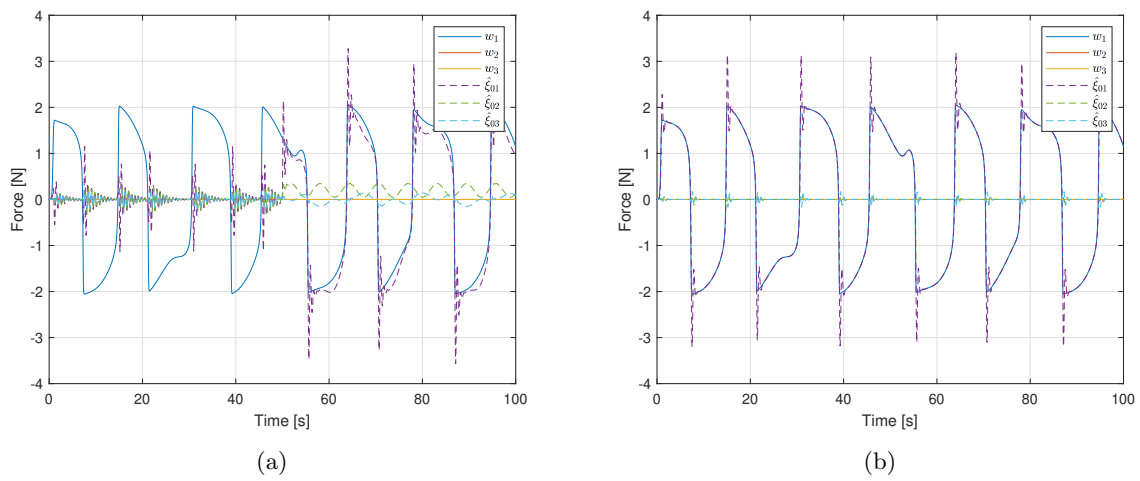 4
3
2
1
0
-1
-2
-3
-4
Force [N]
0 20 40 60 80 100
Time [s]
w₁
w₂
w₃
ξ̂₀₁
ξ̂₀₂
ξ̂₀₃
(a)
4
3
2
1
0
-1
-2
-3
-4
Force [N]
0 20 40 60 80 100
Time [s]
w₁
w₂
w₃
ξ̂₀₁
ξ̂₀₂
ξ̂₀₃
(b)